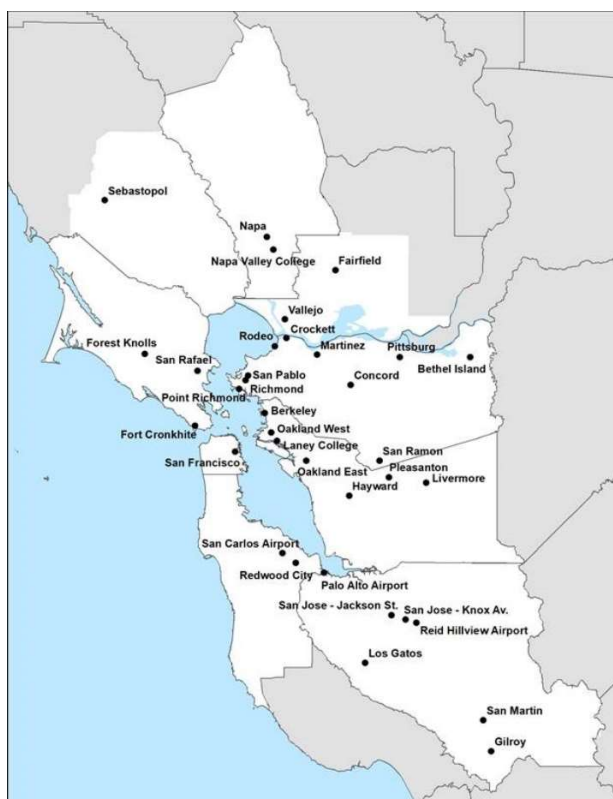 Sebastopol
Napa
Napa Valley College
Fairfield
Vallejo
Crockett
Rodeo
Martinez
Pittsburg
Forest Knolls
San Rafael
Bethel Island
San Pablo
Concord
Richmond
Point Richmond
Berkeley
Fort Cronkhite
Oakland West
Laney College
San Ramon
San Francisco
Oakland East
Pleasanton
Livermore
Hayward
San Carlos Airport
Redwood City
Palo Alto Airport
San Jose - Jackson St.
San Jose - Knox Av.
Reid Hillview Airport
Los Gatos
San Martin
Gilroy